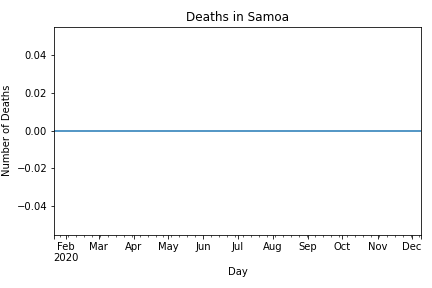 Deaths in Samoa
Number of Deaths
0.04
0.02
0.00
−0.02
−0.04
Feb Mar Apr May Jun Jul Aug Sep Oct Nov Dec
2020
Day